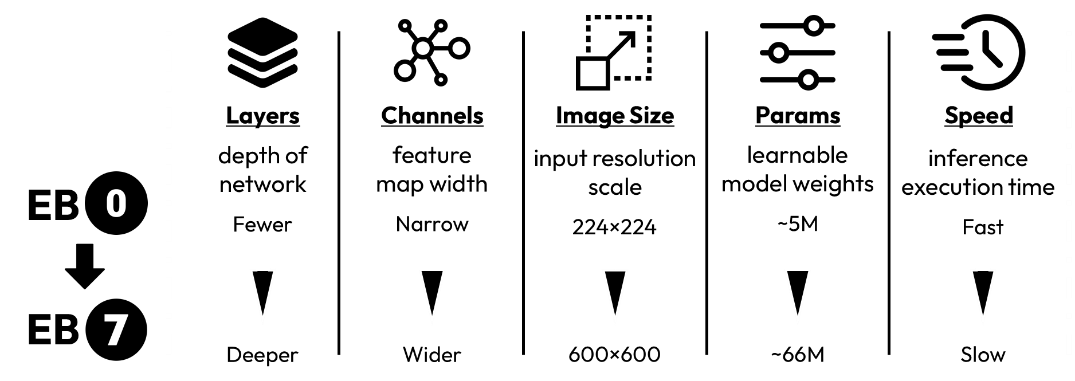 Layers
depth of
network
Fewer
Deeper
Channels
feature
map width
Narrow
Wider
Image Size
input resolution
scale
224×224
600×600
Params
learnable
model weights
~5M
~66M
Speed
inference
execution time
Fast
Slow
EB 0
EB 7